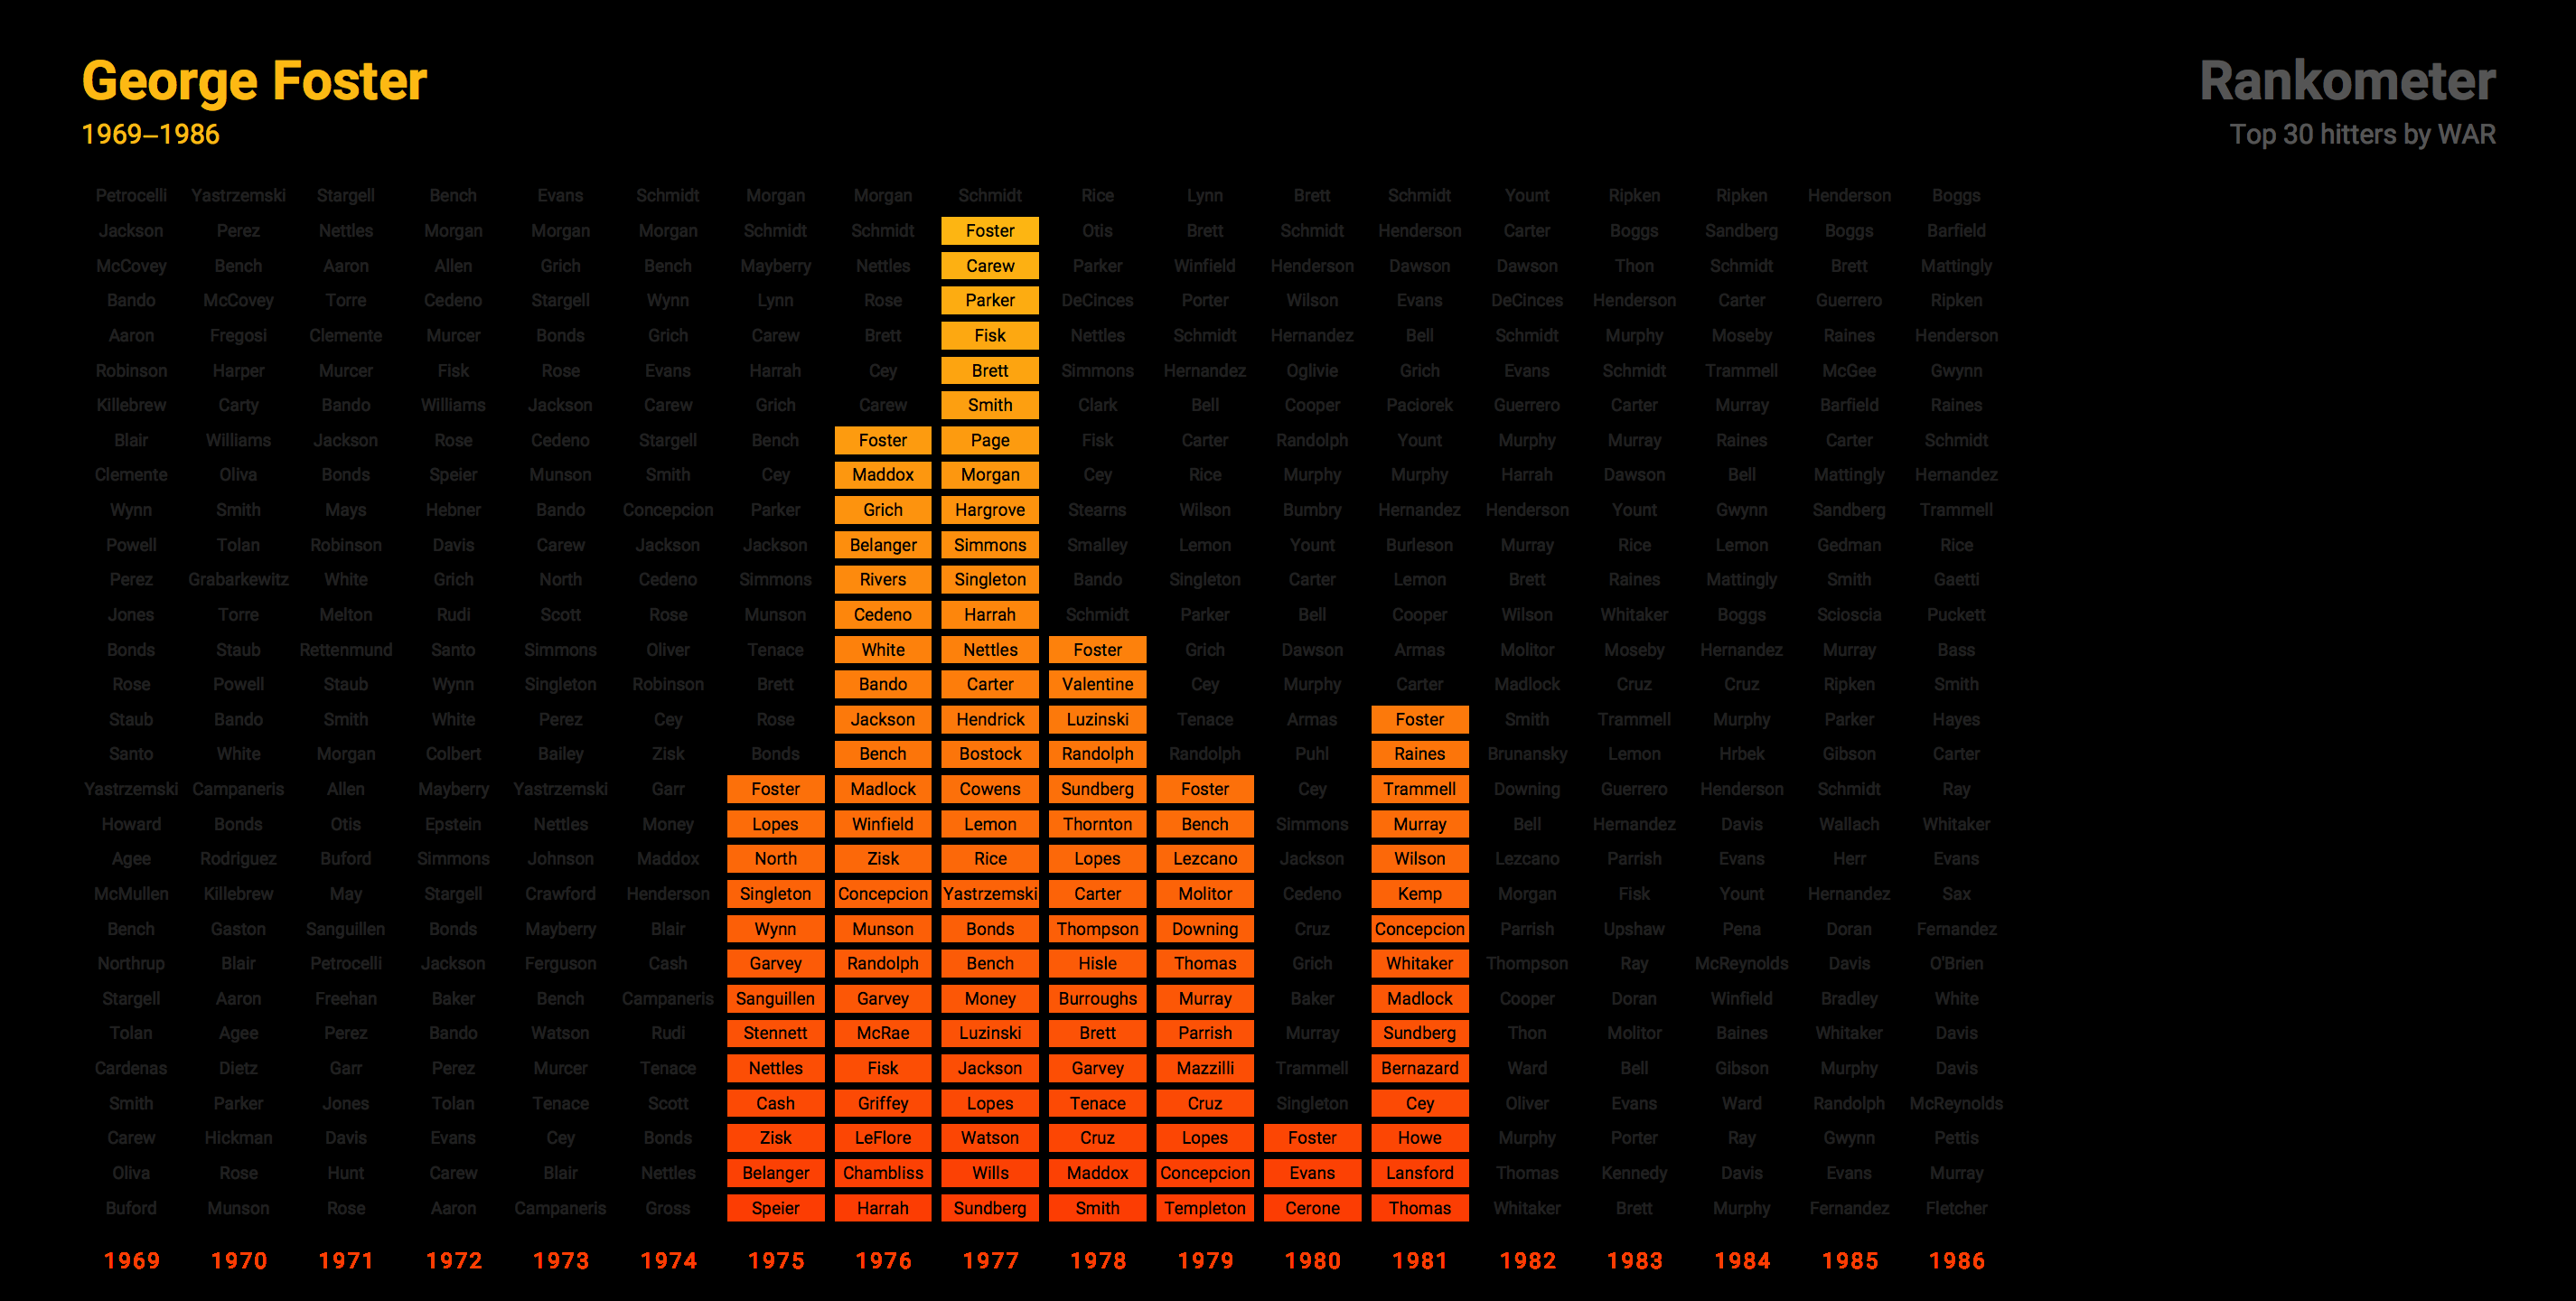 George Foster
Rankometer
1969–1986
Top 30 hitters by WAR
Petrocelli Yastrzemski Stargell Bench Evans Schmidt Morgan Morgan Schmidt Rice Lynn Brett Schmidt Yount Ripken Ripken Henderson Boggs
Jackson Perez Nettles Morgan Morgan Morgan Schmidt Schmidt Foster Otis Brett Schmidt Henderson Carter Boggs Sandberg Boggs Barfield
McCovey Bench Aaron Allen Grich Bench Mayberry Nettles Carew Parker Winfield Henderson Dawson Dawson Thon Schmidt Brett Mattingly
Bando McCovey Torre Cedeno Stargell Wynn Lynn Rose Parker DeCinces Porter Wilson Evans DeCinces Henderson Carter Guerrero Ripken
Aaron Fregosi Clemente Murcer Bonds Grich Carew Brett Fisk Nettles Schmidt Hernandez Bell Schmidt Murphy Moseby Raines Henderson
Robinson Harper Murcer Fisk Rose Evans Harrah Cey Brett Simmons Hernandez Oglivie Grich Evans Schmidt Trammell McGee Gwynn
Killebrew Carty Bando Williams Jackson Carew Grich Carew Smith Clark Bell Cooper Paciorek Guerrero Carter Murray Barfield Raines
Blair Williams Jackson Rose Cedeno Stargell Bench Foster Page Fisk Carter Randolph Yount Murphy Murray Raines Carter Schmidt
Clemente Oliva Bonds Speier Munson Smith Cey Maddox Morgan Cey Rice Murphy Murphy Harrah Dawson Bell Mattingly Hernandez
Wynn Smith Mays Hebner Bando Concepcion Parker Grich Hargrove Stearns Wilson Bumbry Hernandez Henderson Yount Gwynn Sandberg Trammell
Powell Tolan Robinson Davis Carew Jackson Jackson Belanger Simmons Smalley Lemon Yount Burleson Murray Rice Lemon Gedman Rice
Perez Grabarkewitz White Grich North Cedeno Simmons Rivers Singleton Bando Singleton Carter Lemon Brett Raines Mattingly Smith Gaetti
Jones Torre Melton Rudi Scott Rose Munson Cedeno Harrah Schmidt Parker Bell Cooper Wilson Whitaker Boggs Scioscia Puckett
Bonds Staub Rettenmund Santo Simmons Oliver Tenace White Nettles Foster Grich Dawson Armas Molitor Moseby Hernandez Murray Bass
Rose Powell Staub Wynn Singleton Robinson Brett Bando Carter Valentine Cey Murphy Carter Madlock Cruz Cruz Ripken Smith
Staub Bando Smith White Perez Cey Rose Jackson Hendrick Luzinski Tenace Armas Foster Smith Trammell Murphy Parker Hayes
Santo White Morgan Colbert Bailey Zisk Bonds Bench Bostock Randolph Randolph Puhl Raines Brunansky Lemon Hrbek Gibson Carter
Yastrzemski Campaneris Allen Mayberry Yastrzemski Garr Foster Madlock Cowens Sundberg Foster Cey Trammell Downing Guerrero Henderson Schmidt Ray
Howard Bonds Otis Epstein Nettles Money Lopes Winfield Lemon Thornton Bench Simmons Murray Bell Hernandez Davis Wallach Whitaker
Agee Rodriguez Buford Simmons Johnson Maddox North Zisk Rice Lopes Lezcano Jackson Wilson Lezcano Parrish Evans Herr Evans
McMullen Killebrew May Stargell Crawford Henderson Singleton Concepcion Yastrzemski Carter Molitor Cedeno Kemp Morgan Fisk Yount Hernandez Sax
Bench Gaston Sanguillen Bonds Mayberry Blair Wynn Munson Bonds Thompson Downing Cruz Concepcion Parrish Upshaw Pena Doran Fernandez
Northrup Blair Petrocelli Jackson Ferguson Cash Garvey Randolph Bench Hisle Thomas Grich Whitaker Thompson Ray McReynolds Davis O'Brien
Stargell Aaron Freehan Baker Bench Campaneris Sanguillen Garvey Money Burroughs Murray Baker Madlock Cooper Doran Winfield Bradley White
Tolan Agee Perez Bando Watson Rudi Stennett McRae Luzinski Brett Parrish Murray Sundberg Thon Molitor Baines Whitaker Davis
Cardenas Dietz Garr Perez Murcer Tenace Nettles Fisk Jackson Garvey Mazzilli Trammell Bernazard Ward Bell Gibson Murphy Davis
Smith Parker Jones Tolan Tenace Scott Cash Griffey Lopes Tenace Cruz Singleton Cey Oliver Evans Ward Randolph McReynolds
Carew Hickman Davis Evans Cey Bonds Zisk LeFlore Watson Cruz Lopes Foster Howe Murphy Porter Ray Gwynn Pettis
Oliva Rose Hunt Carew Blair Nettles Belanger Chambliss Wills Maddox Concepcion Evans Lansford Thomas Kennedy Davis Evans Murray
Buford Munson Rose Aaron Campaneris Gross Speier Harrah Sundberg Smith Templeton Cerone Thomas Whitaker Brett Murphy Fernandez Fletcher
1969 1970 1971 1972 1973 1974 1975 1976 1977 1978 1979 1980 1981 1982 1983 1984 1985 1986